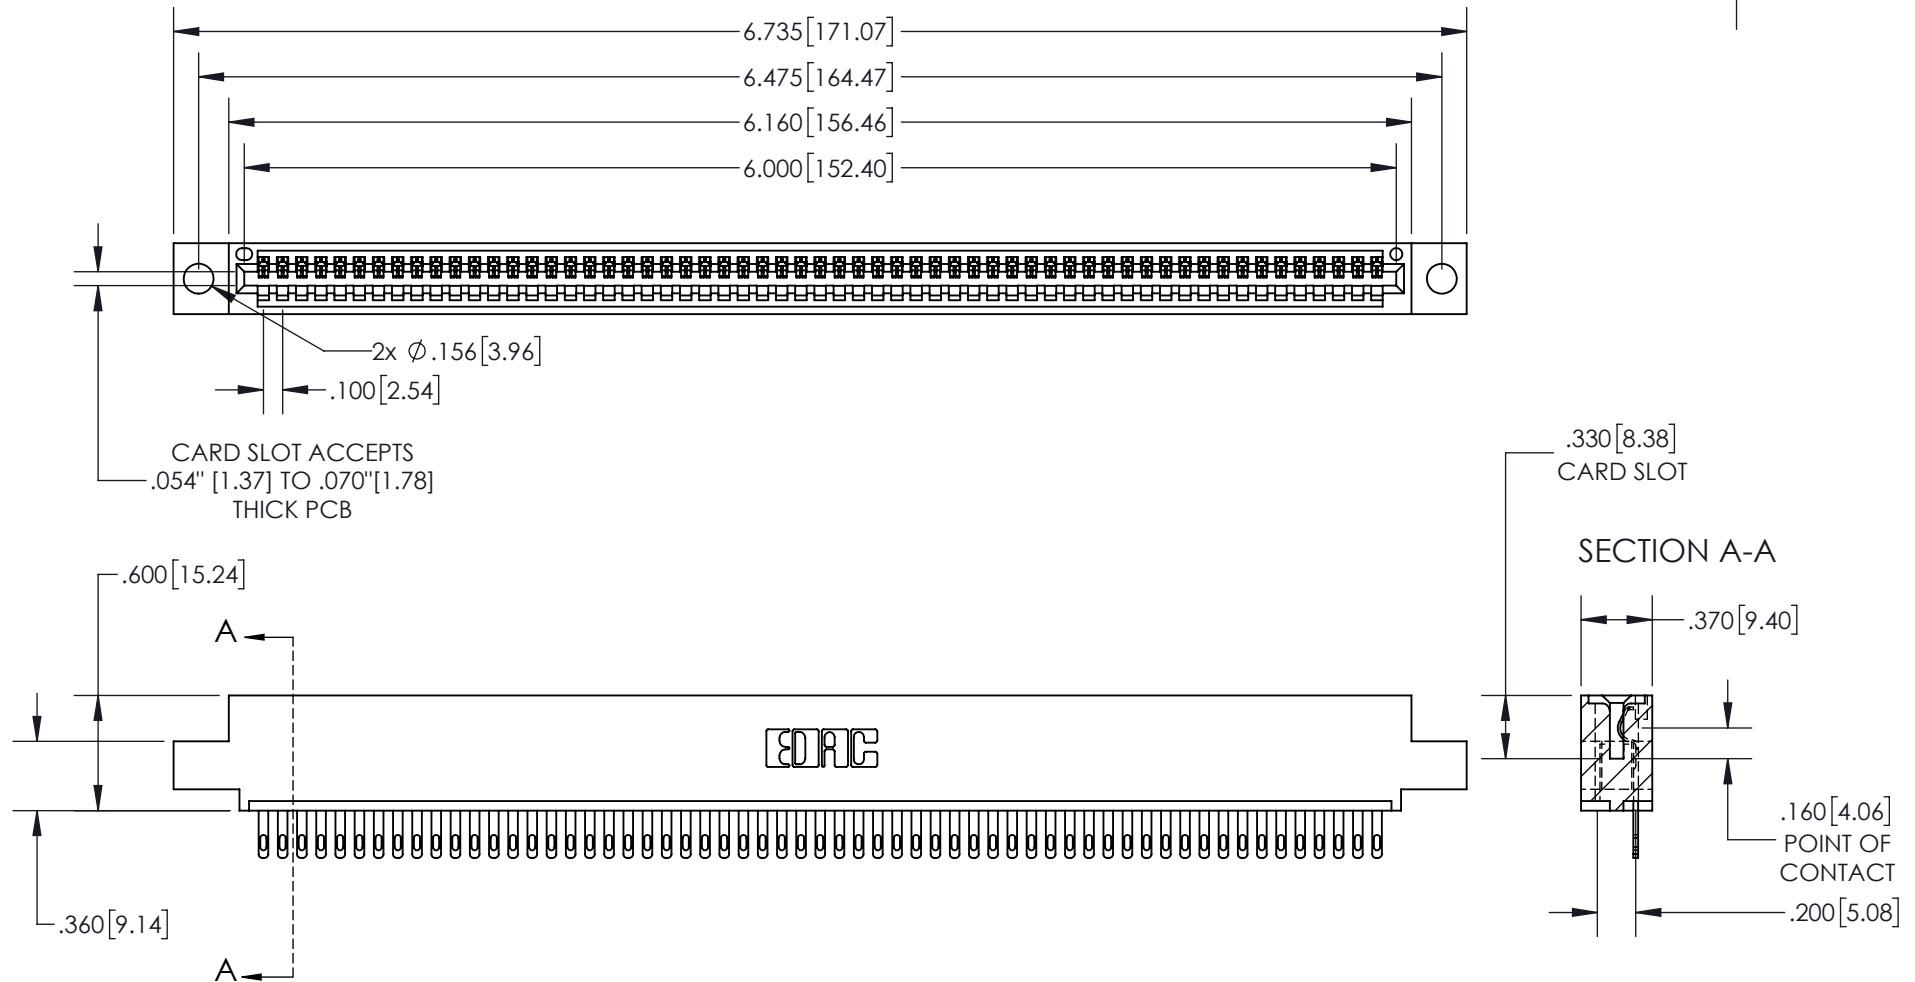 6.735[171.07]
6.475[164.47]
6.160[156.46]
6.000[152.40]
2x Ø.156[3.96]
.100[2.54]
CARD SLOT ACCEPTS
.054" [1.37] TO .070"[1.78]
THICK PCB
.330[8.38]
CARD SLOT
SECTION A-A
.600[15.24]
.370[9.40]
A
EDAC
.160[4.06]
POINT OF
CONTACT
.200[5.08]
.360[9.14]
A